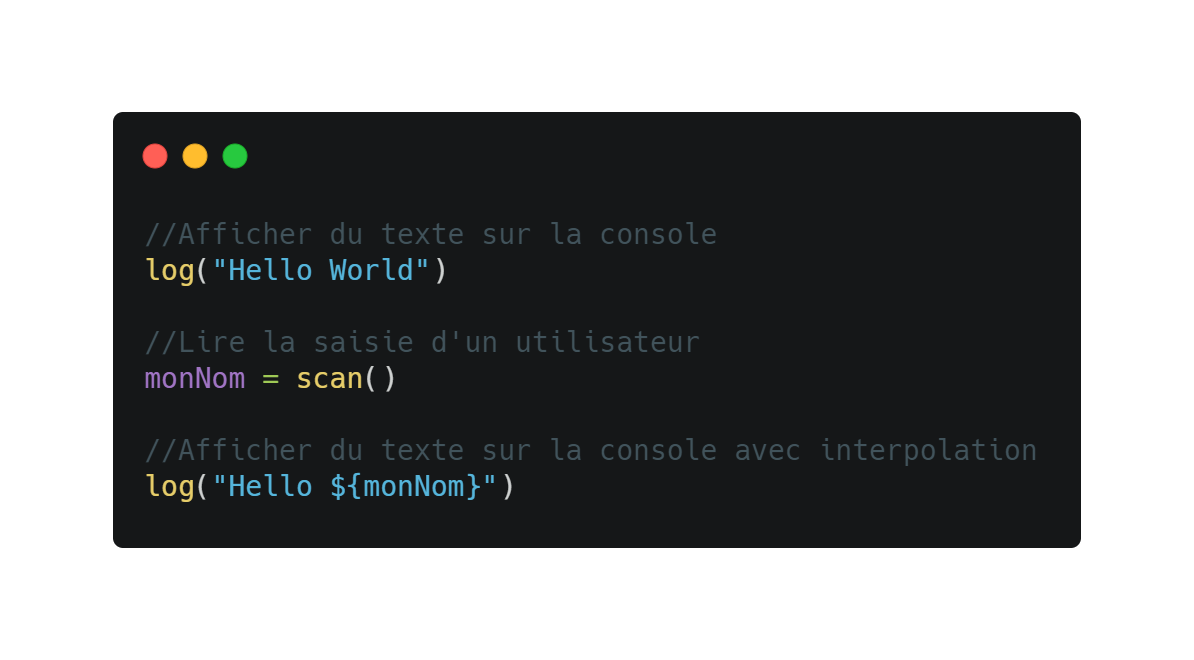 //Afficher du texte sur la console
log("Hello World")
//Lire la saisie d'un utilisateur
monNom = scan()
//Afficher du texte sur la console avec interpolation
log("Hello ${monNom}")